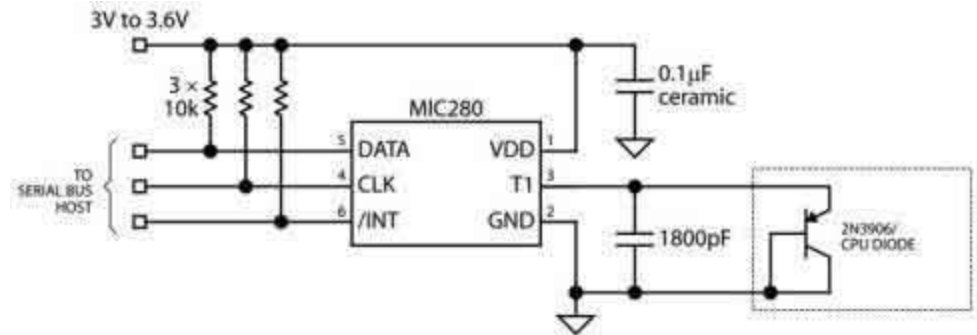 3V to 3.6V
3 ×
10k
0.1µF
ceramic
MIC280
5
DATA
VDD
1
TO
SERIAL BUS
HOST
4
CLK
T1
3
6
/INT
GND
2
1800pF
2N3906/
CPU DIODE